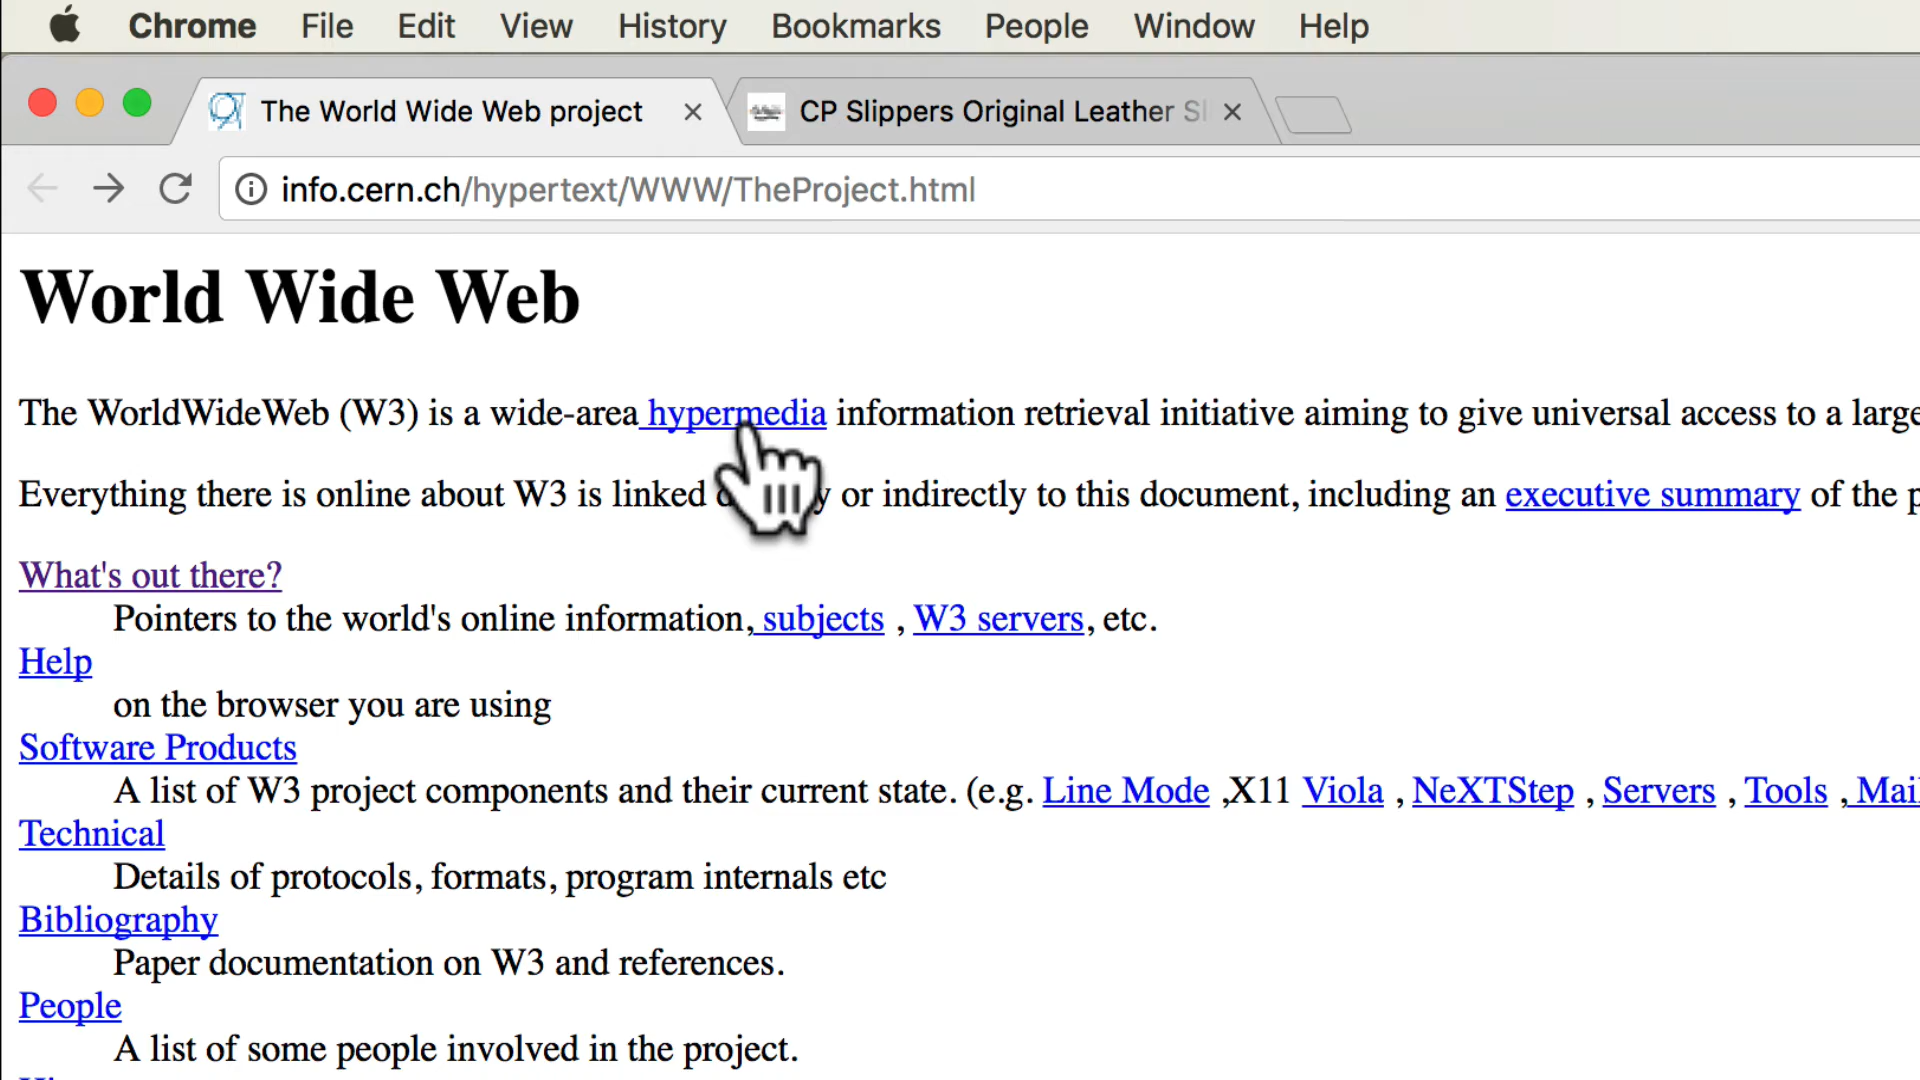 Chrome File Edit View History Bookmarks People Window Help
The World Wide Web project CP Slippers Original Leather
info.cern.ch/hypertext/WWW/TheProject.html
World Wide Web
The WorldWideWeb (W3) is a wide-area hypermedia information retrieval initiative aiming to give universal access to a large
Everything there is online about W3 is linked or indirectly to this document, including an executive summary of the
What's out there?
Pointers to the world's online information, subjects , W3 servers, etc.
Help
on the browser you are using
Software Products
A list of W3 project components and their current state. (e.g. Line Mode ,X11 Viola , NeXTStep , Servers , Tools , Mail
Technical
Details of protocols, formats, program internals etc
Bibliography
Paper documentation on W3 and references.
People
A list of some people involved in the project.